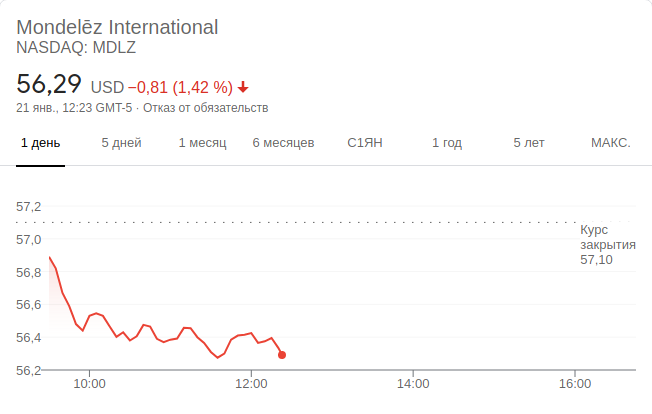 Mondelēz International
NASDAQ: MDLZ
56,29 USD −0,81 (1,42 %)
21 янв., 12:23 GMT-5 · Отказ от обязательств
1 день 5 дней 1 месяц 6 месяцев С1ЯН 1 год 5 лет МАКС.
57,2
57,0
56,8
56,6
56,4
56,2
Курс
закрытия
57,10
10:00 12:00 14:00 16:00